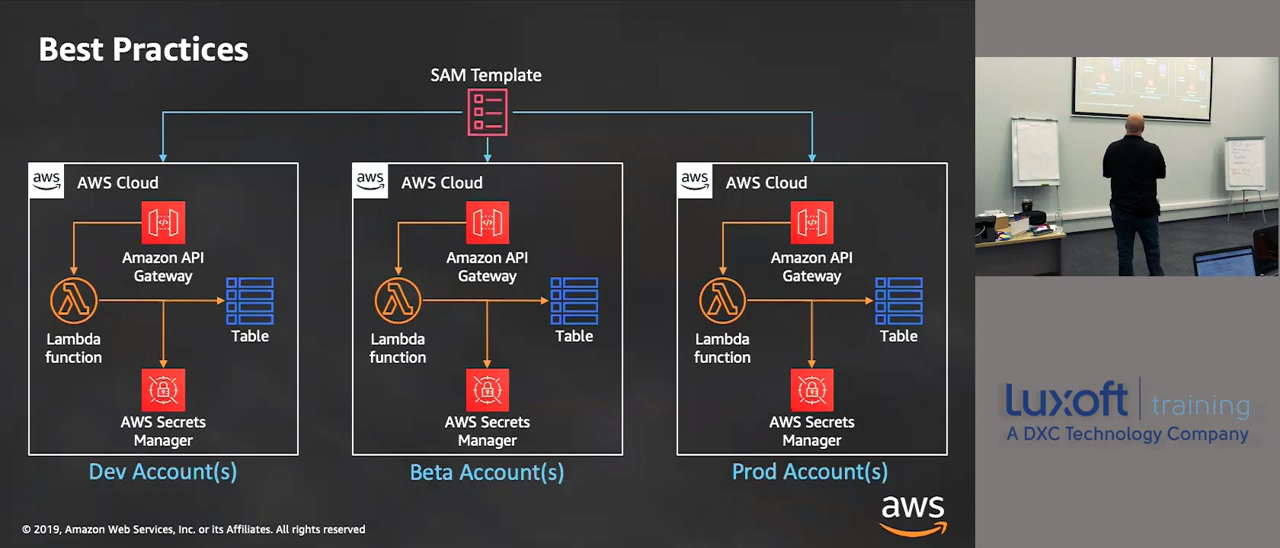 Best Practices
SAM Template
aws
AWS Cloud
Amazon API
Gateway
Lambda
function
Table
AWS Secrets
Manager
Dev Account(s)
aws
AWS Cloud
Amazon API
Gateway
Lambda
function
Table
AWS Secrets
Manager
Beta Account(s)
aws
AWS Cloud
Amazon API
Gateway
Lambda
function
Table
AWS Secrets
Manager
Prod Account(s)
© 2019, Amazon Web Services, Inc. or its Affiliates. All rights reserved
aws
Luxoft training
A DXC Technology Company